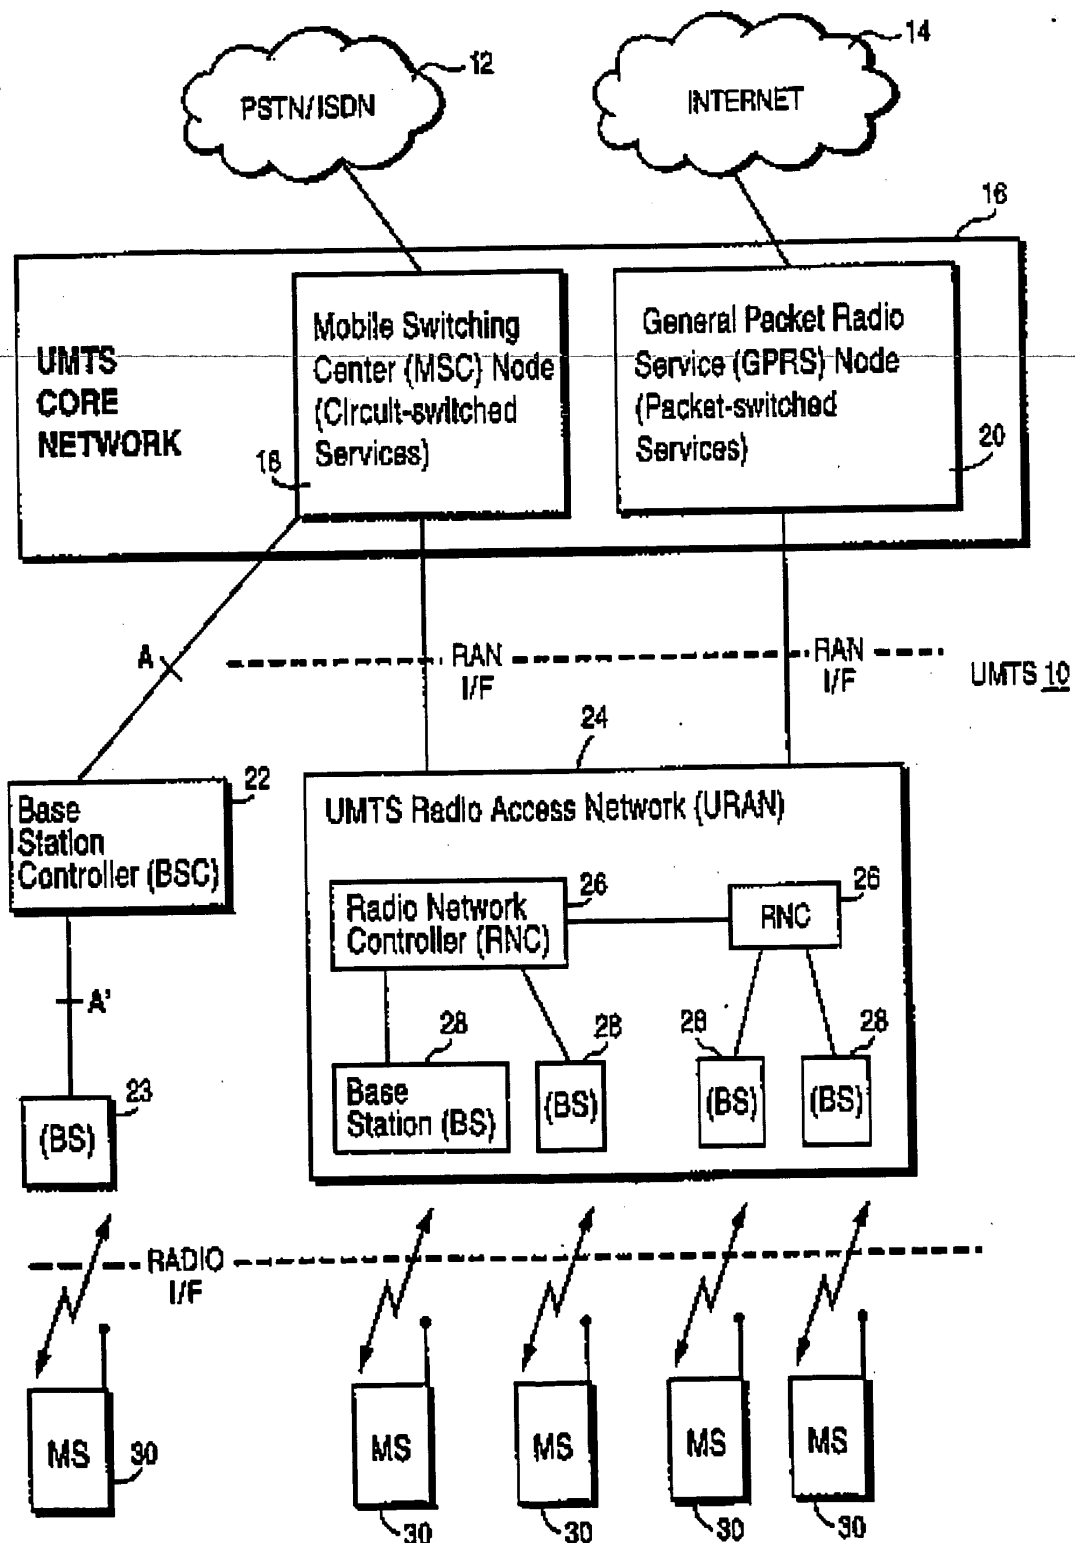 12
14
PSTN/ISDN
INTERNET
16
Mobile Switching
Center (MSC) Node
(Circuit-switched
Services)
General Packet Radio
Service (GPRS) Node
(Packet-switched
Services)
UMTS
CORE
NETWORK
18
20
A
RAN
I/F
RAN
I/F
UMTS 10
24
22
Base
Station
Controller (BSC)
UMTS Radio Access Network (URAN)
26
26
Radio Network
Controller (RNC)
RNC
A'
28
28
28
28
23
(BS)
Base
Station (BS)
(BS)
(BS)
(BS)
RADIO
I/F
MS
MS
MS
MS
MS
30
30
30
30
30